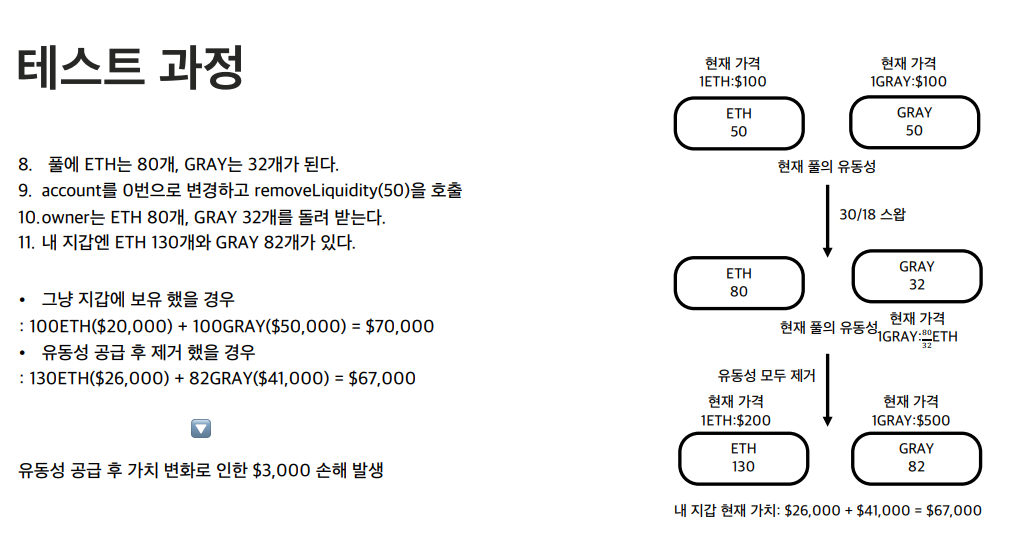 테스트 과정
8. 풀에 ETH는 80개, GRAY는 32개가 된다.
9. account를 0번으로 변경하고 removeLiquidity(50)을 호출
10. owner는 ETH 80개, GRAY 32개를 돌려 받는다.
11. 내 지갑엔 ETH 130개와 GRAY 82개가 있다.
• 그냥 지갑에 보유 했을 경우
: 100ETH($20,000) + 100GRAY($50,000) = $70,000
• 유동성 공급 후 제거 했을 경우
: 130ETH($26,000) + 82GRAY($41,000) = $67,000
유동성 공급 후 가치 변화로 인한 $3,000 손해 발생
현재 가격
1ETH:$100
현재 가격
1GRAY:$100
ETH
50
GRAY
50
현재 풀의 유동성
30/18 스왑
ETH
80
GRAY
32
현재 풀의 유동성
현재 가격
1GRAY:80/32ETH
유동성 모두 제거
현재 가격
1ETH:$200
현재 가격
1GRAY:$500
ETH
130
GRAY
82
내 지갑 현재 가치: $26,000 + $41,000 = $67,000